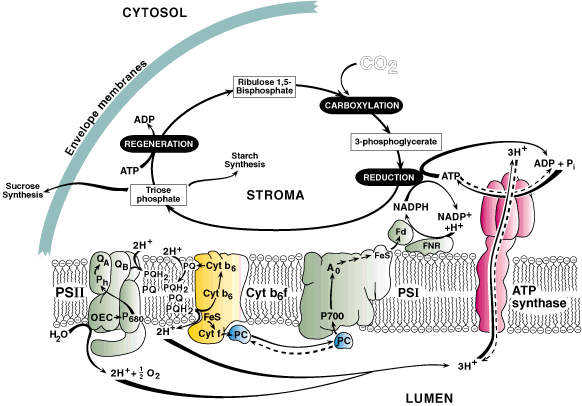 CYTOSOL
Envelope membranes
CO2
Ribulose 1,5-
Bisphosphate
CARBOXYLATION
ADP
REGENERATION
ATP
3-phosphoglycerate
3H+
ADP + Pi
Starch
Synthesis
REDUCTION
ATP
Sucrose
Synthesis
Triose
phosphate
STROMA
NADPH
NADP+
+H+
Fd
FNR
2H+
2H+
QA
QB
PQH2
PQ
PQ
PQH2
PQ
PQH2
Cyt b6
Cyt b6
FeS
Cyt f
Ph
PSII
OEC
P680
Cyt b6f
A0
FeS
P700
PSI
ATP
synthase
H2O
2H+
PC
PC
2H+ + 1/2 O2
3H+
LUMEN